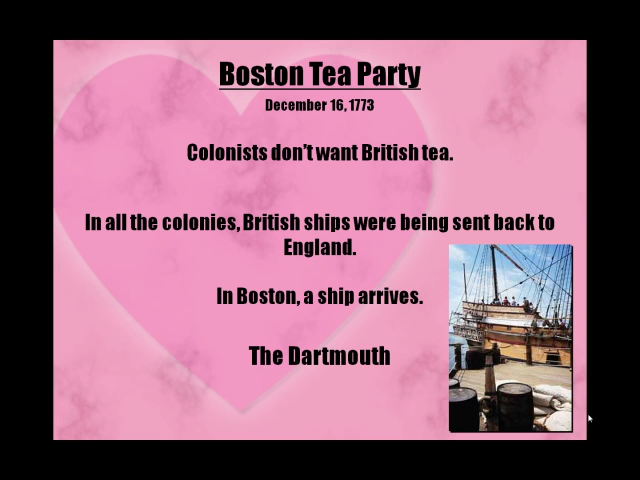 Boston Tea Party
December 16, 1773
Colonists don't want British tea.
In all the colonies, British ships were being sent back to
England.
In Boston, a ship arrives.
The Dartmouth